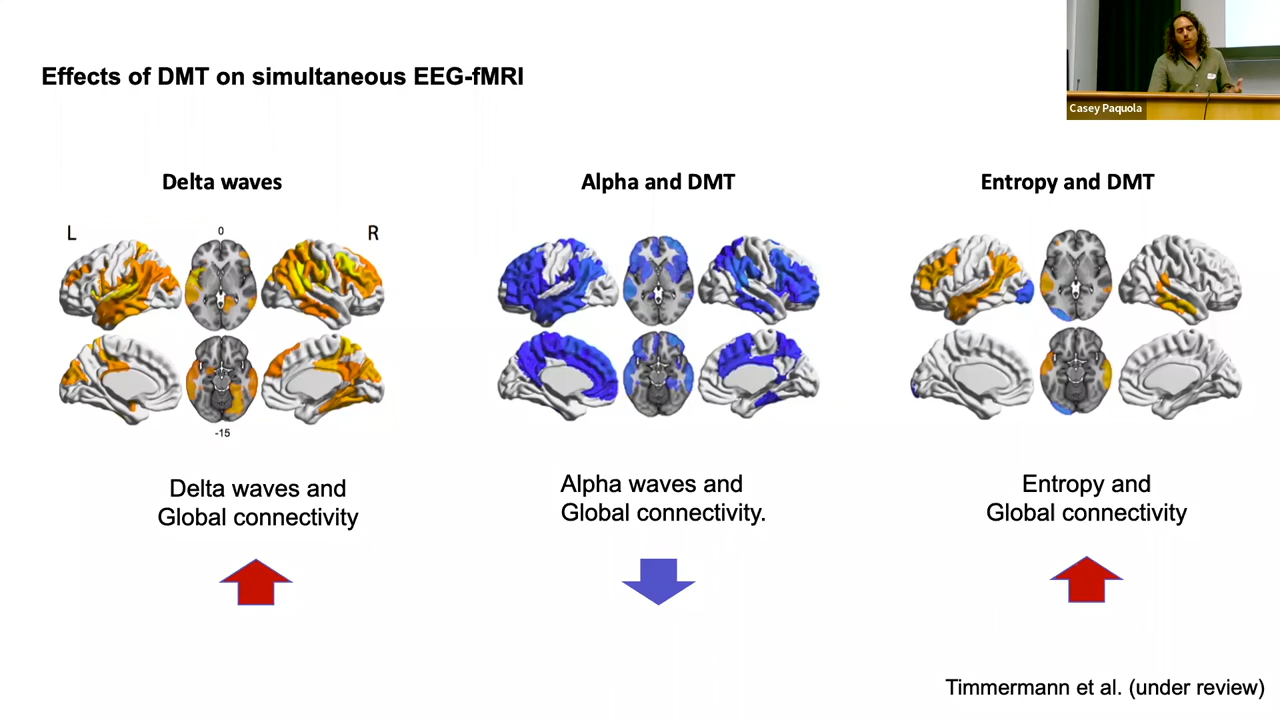 Effects of DMT on simultaneous EEG-fMRI
Casey Paquola
Delta waves
Alpha and DMT
Entropy and DMT
L
0
R
-15
Delta waves and
Global connectivity
Alpha waves and
Global connectivity.
Entropy and
Global connectivity
Timmermann et al. (under review)